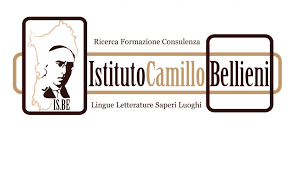 Ricerca Formazione Consulenza
IstitutoCamilloBellieni
IS.BE
Lingue Letterature Saperi Luoghi